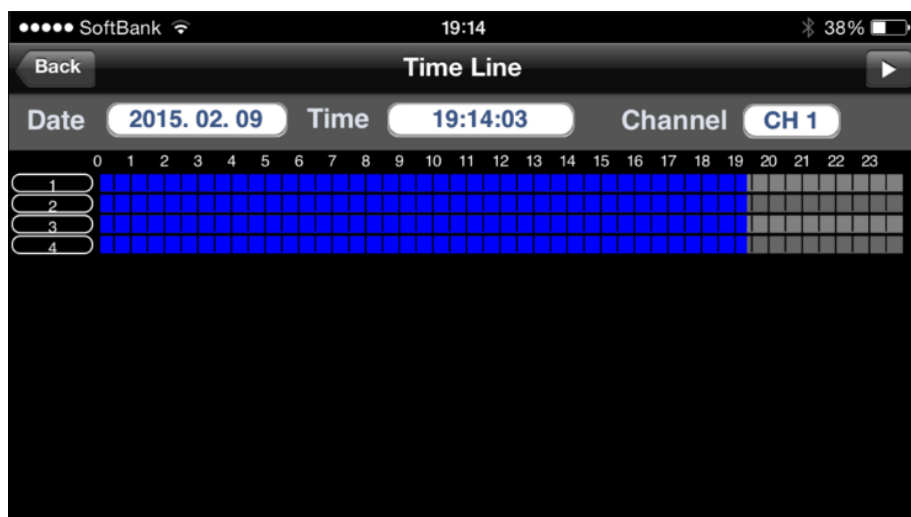 SoftBank 19:14 38%
Back Time Line
Date 2015. 02. 09 Time 19:14:03 Channel CH 1
0 1 2 3 4 5 6 7 8 9 10 11 12 13 14 15 16 17 18 19 20 21 22 23
1
2
3
4